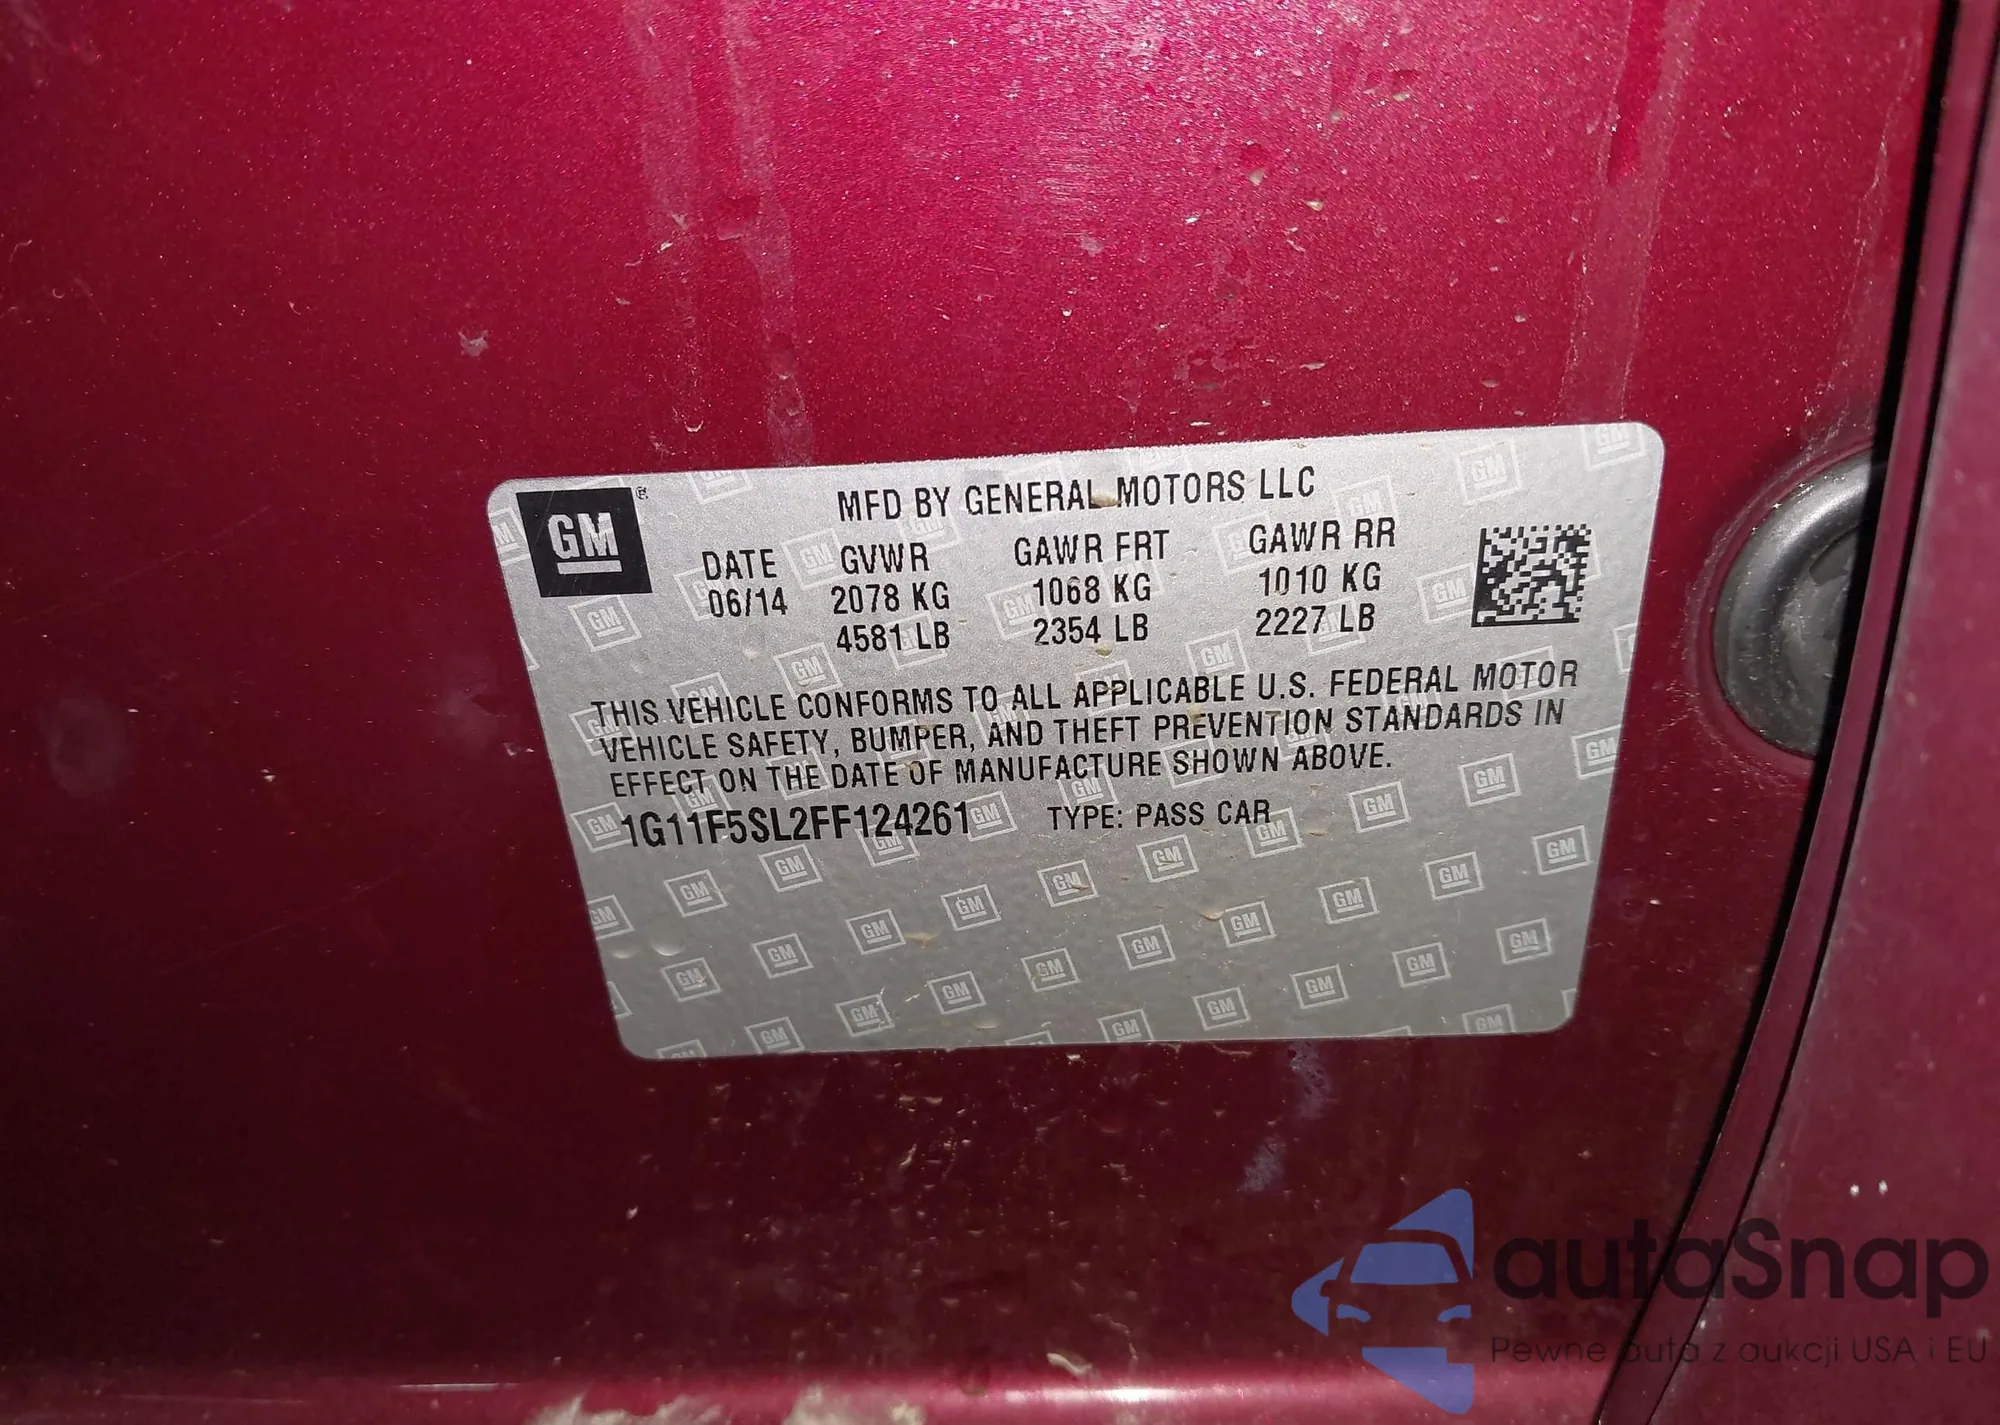 GM
MFD BY GENERAL MOTORS LLC
DATE GVWR GAWR FRT GAWR RR
06/14 2078 KG 1068 KG 1010 KG
4581 LB 2354 LB 2227 LB
THIS VEHICLE CONFORMS TO ALL APPLICABLE U.S. FEDERAL MOTOR
VEHICLE SAFETY, BUMPER, AND THEFT PREVENTION STANDARDS IN
EFFECT ON THE DATE OF MANUFACTURE SHOWN ABOVE.
1G11F5SL2FF124261 TYPE: PASS CAR
autaSnap
Pewne auta z aukcji USA i EU